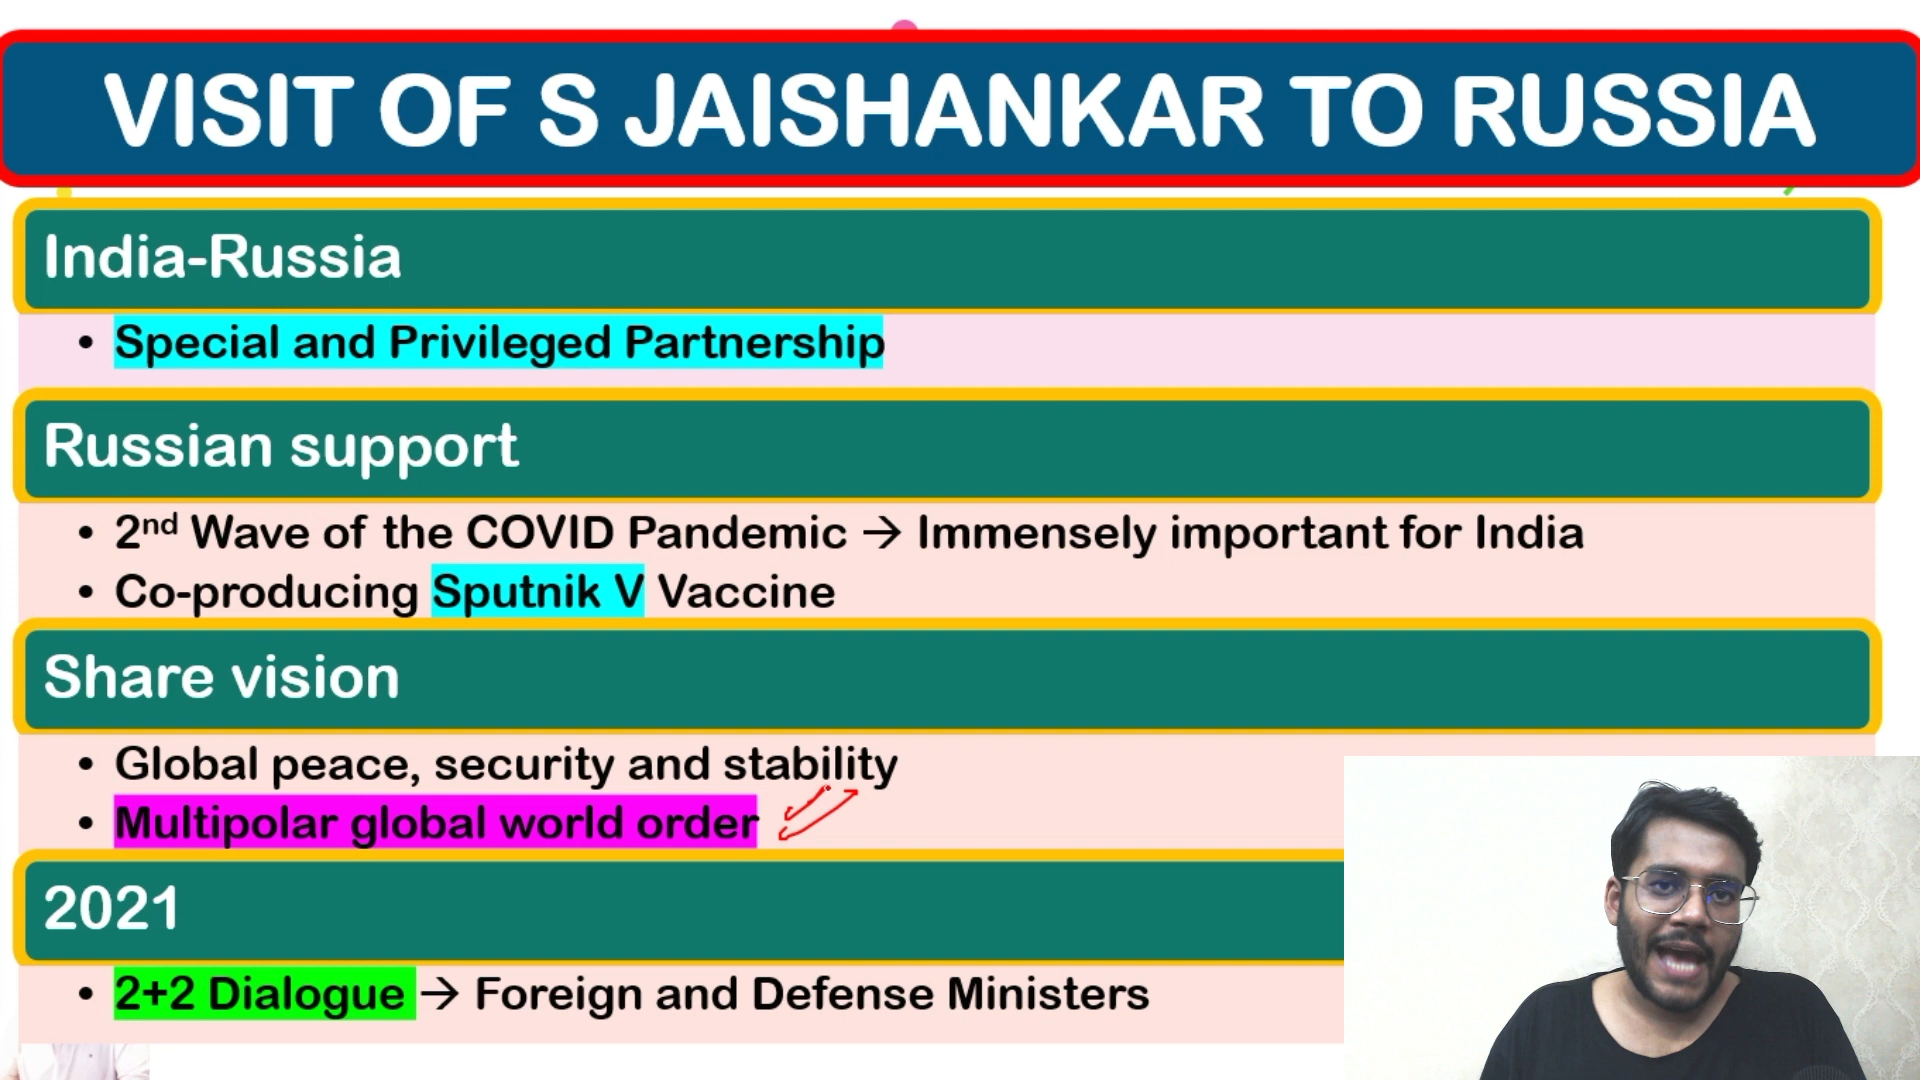 VISIT OF S JAISHANKAR TO RUSSIA
India-Russia
• Special and Privileged Partnership
Russian support
• 2nd Wave of the COVID Pandemic → Immensely important for India
• Co-producing Sputnik V Vaccine
Share vision
• Global peace, security and stability
• Multipolar global world order
2021
• 2+2 Dialogue → Foreign and Defense Ministers